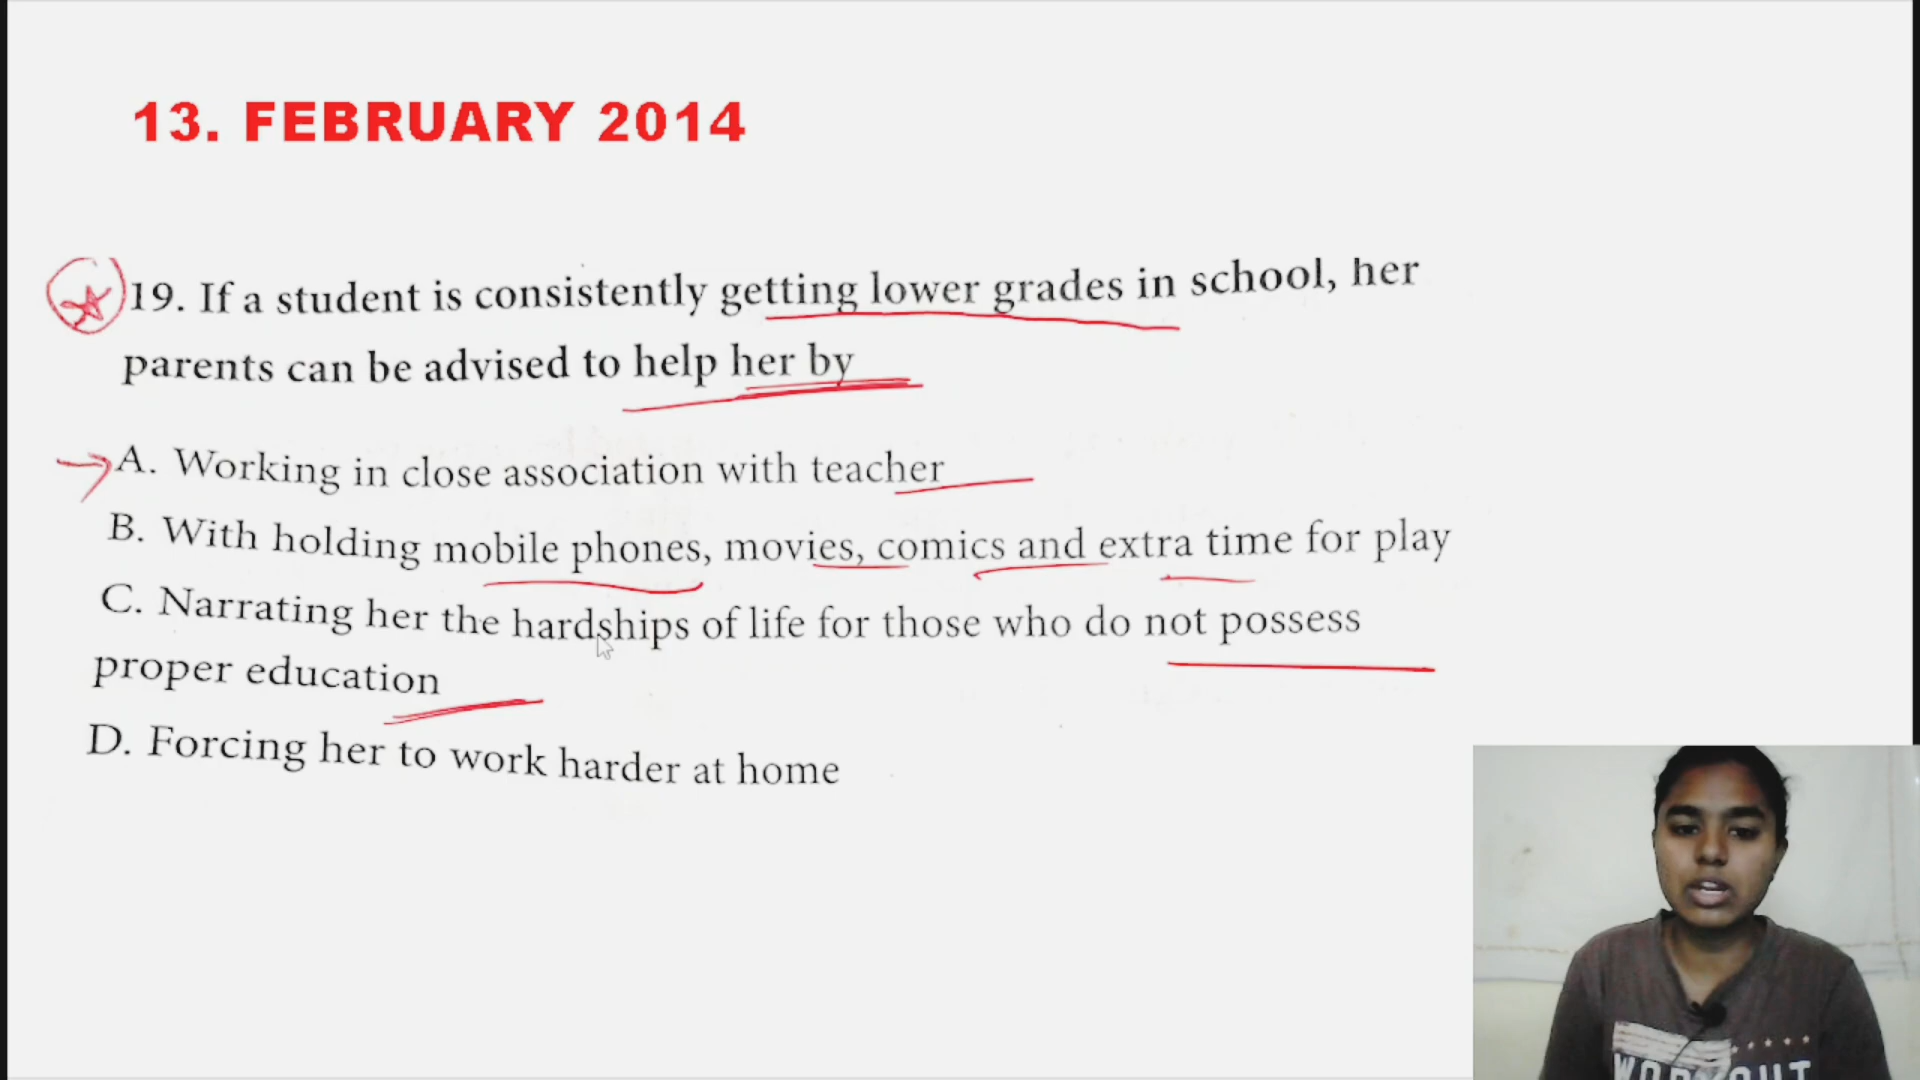 13. FEBRUARY 2014
19. If a student is consistently getting lower grades in school, her
parents can be advised to help her by
A. Working in close association with teacher
B. With holding mobile phones, movies, comics and extra time for play
C. Narrating her the hardships of life for those who do not possess
proper education
D. Forcing her to work harder at home